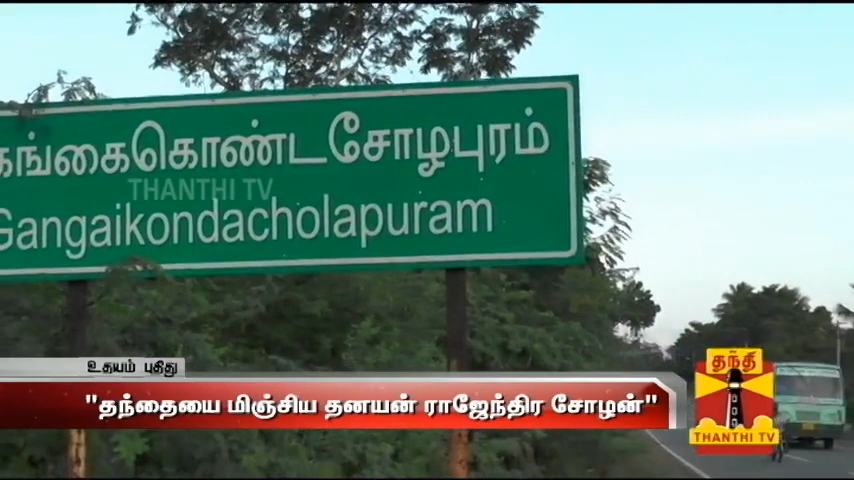 கங்கைகொண்டசோழபுரம்
THANTHI TV
Gangaikondacholapuram
உதயம் புதிது
"தந்தையை மிஞ்சிய தனயன் ராஜேந்திர சோழன்"
தந்தி
THANTHI TV